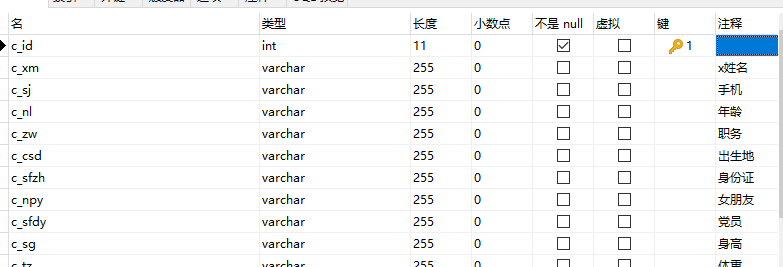 名 类型 长度 小数点 不是 null 虚拟 键 注释
c_id int 11 0 1
c_xm varchar 255 0 x姓名
c_sj varchar 255 0 手机
c_nl varchar 255 0 年龄
c_zw varchar 255 0 职务
c_csd varchar 255 0 出生地
c_sfzh varchar 255 0 身份证
c_npy varchar 255 0 女朋友
c_sfdy varchar 255 0 党员
c_sg varchar 255 0 身高
c_tz varchar 255 0 体重